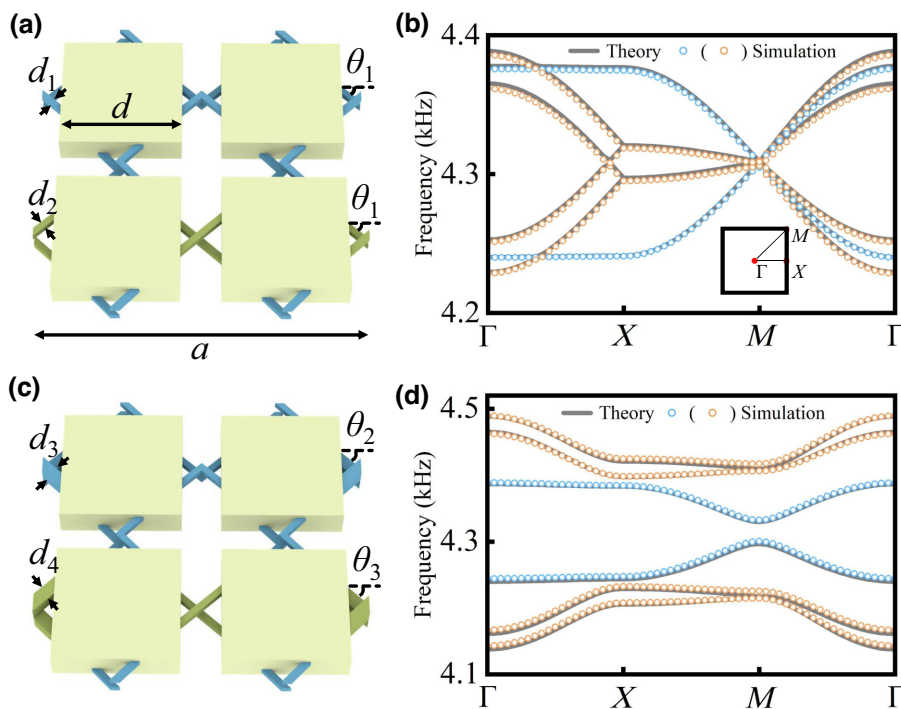 (a)
d₁
d
θ₁
d₂
θ₁
a
(b)
4.4
4.3
4.2
Frequency (kHz)
Theory ( ) Simulation
M
Γ X
Γ X M Γ
(c)
d₃
θ₂
d₄
θ₃
(d)
4.5
4.3
4.1
Frequency (kHz)
Theory ( ) Simulation
Γ X M Γ